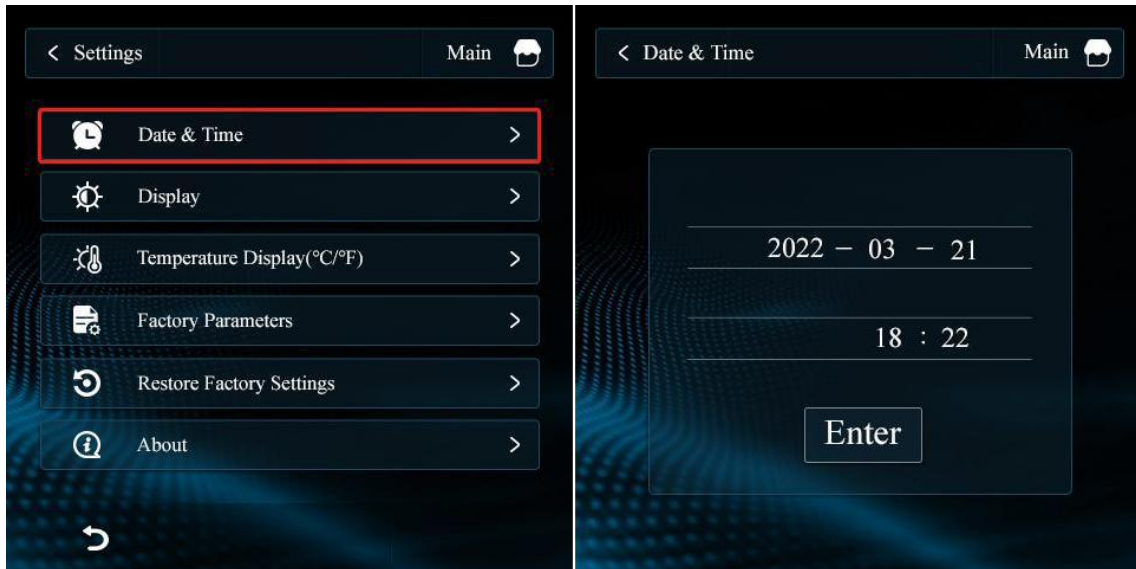 Settings
Main
Date & Time
Display
Temperature Display(°C/°F)
Factory Parameters
Restore Factory Settings
About
Date & Time
Main
2022 – 03 – 21
18 : 22
Enter